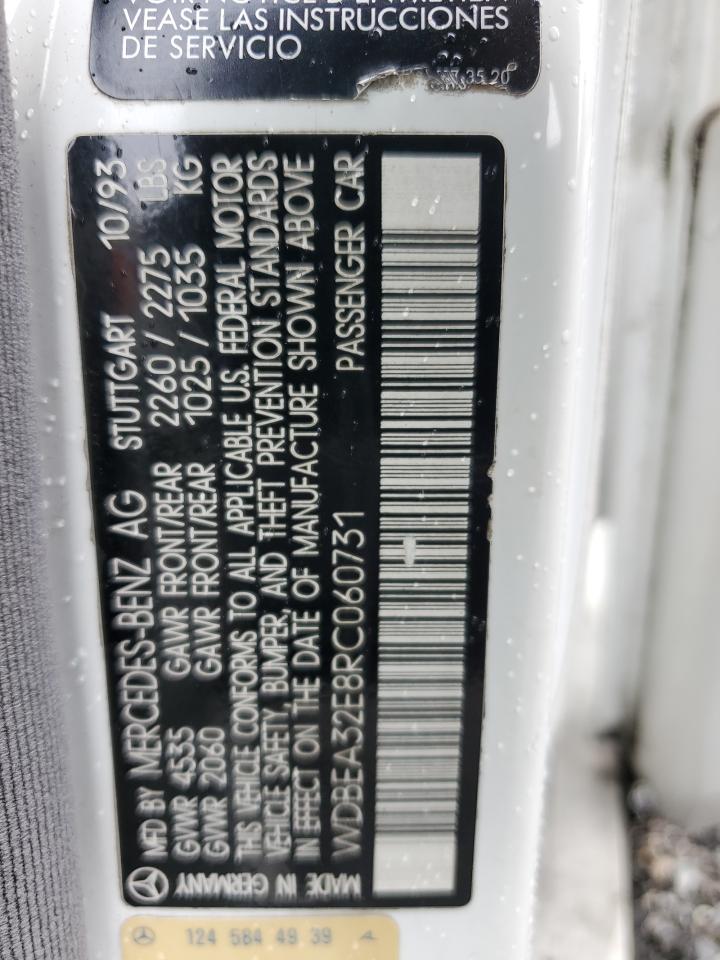 VEASE LAS INSTRUCCIONES
DE SERVICIO
3520
MFD BY MERCEDES-BENZ AG STUTTGART 10/93
GVWR 4535 GAWR FRONT/REAR 2260 / 2275 LBS
GVWR 2060 GAWR FRONT/REAR 1025 / 1035 KG
THIS VEHICLE CONFORMS TO ALL APPLICABLE U.S. FEDERAL MOTOR
VEHICLE SAFETY, BUMPER, AND THEFT PREVENTION STANDARDS
IN EFFECT ON THE DATE OF MANUFACTURE SHOWN ABOVE
WDBEA32E8RC060731 PASSENGER CAR
MADE IN GERMANY
124 584 49 39